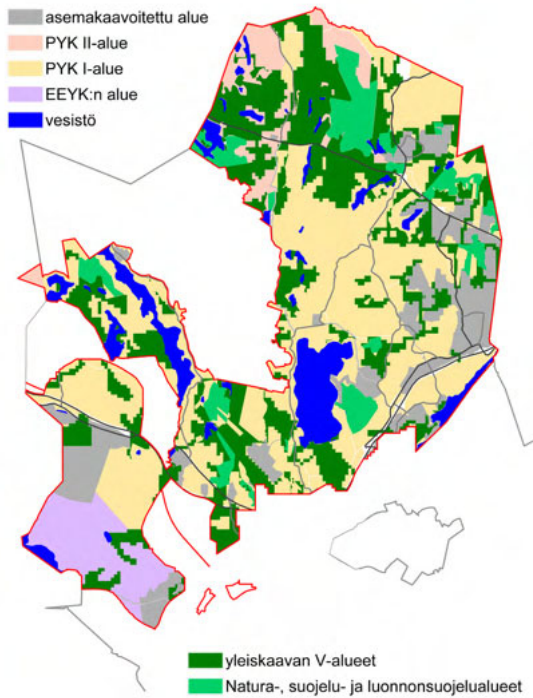 asemakaavoitettu alue
PYK II-alue
PYK I-alue
EEYK:n alue
vesistö
yleiskaavan V-alueet
Natura-, suojelu- ja luonnonsuojelualueet